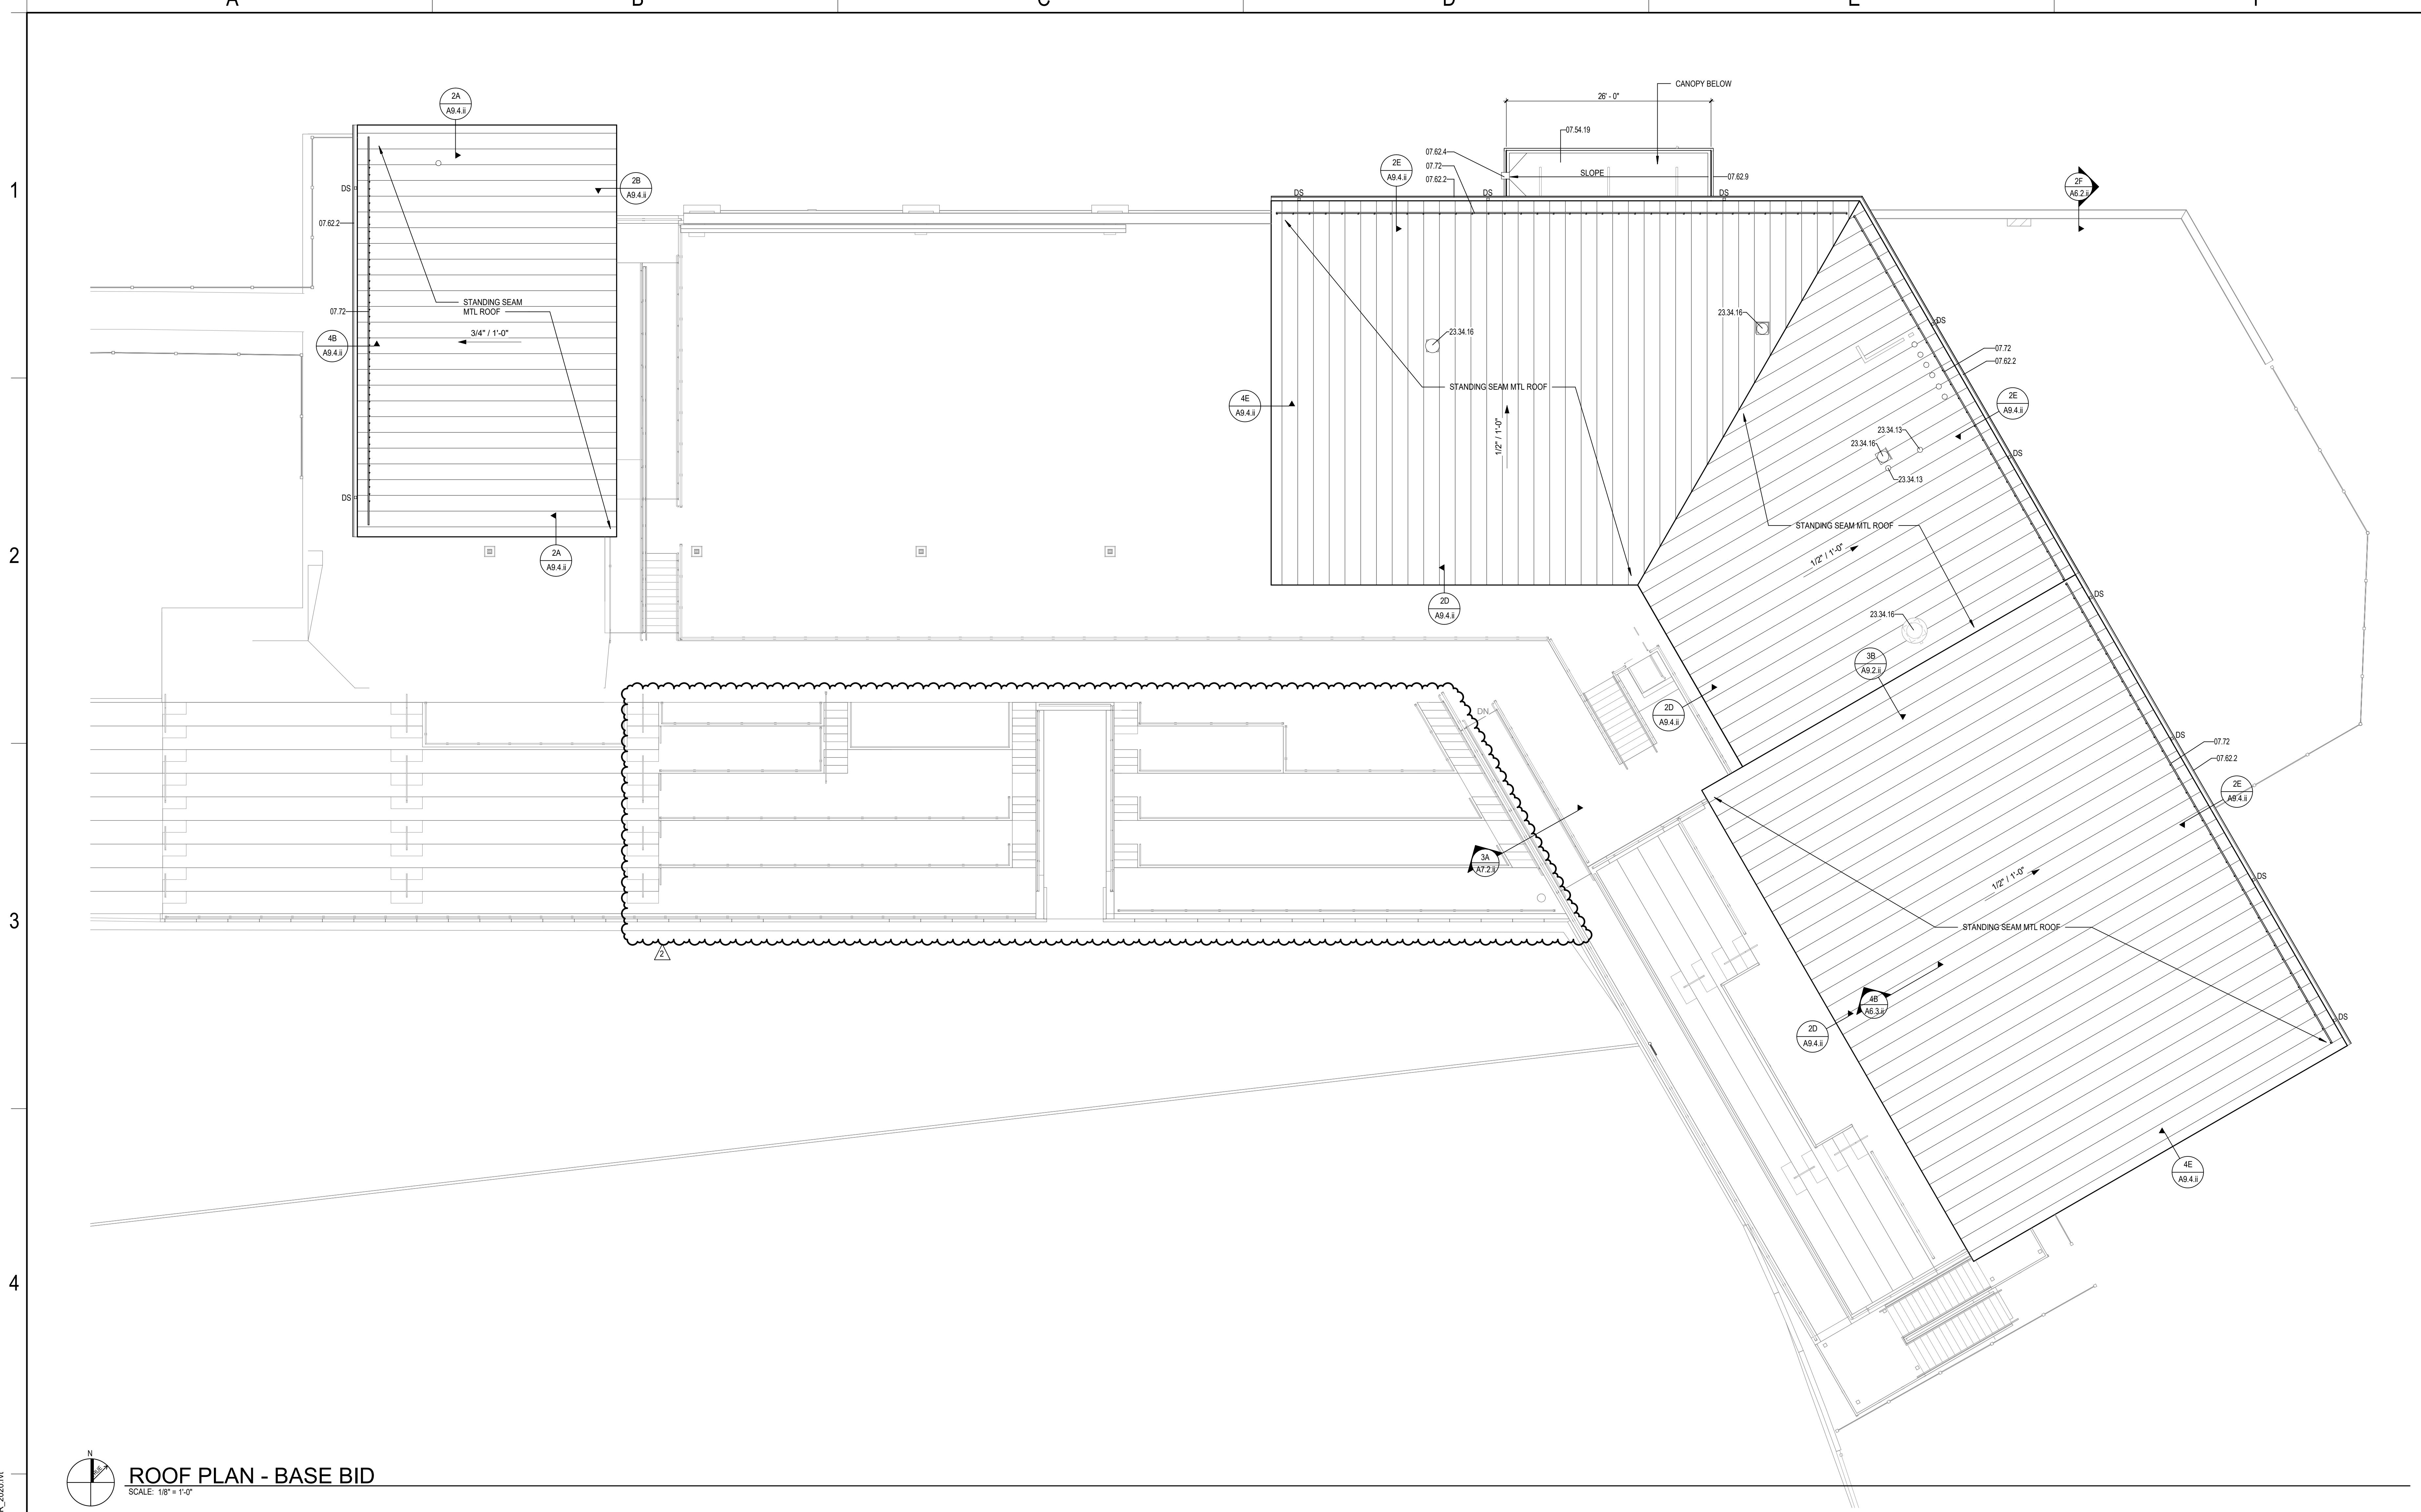 A
B
C
D
E
2A
A9.4.ii
CANOPY BELOW
26' - 0"
07.54.19
07.62.4
07.72
07.62.2
2E
A9.4.ii
SLOPE
07.62.9
1
DS
2B
A9.4.ii
DS
DS
DS
2F
A6.2.ii
07.62.2
STANDING SEAM
MTL ROOF
07.72
3/4" / 1'-0"
4B
A9.4.ii
23.34.16
23.34.16
DS
07.72
07.62.2
STANDING SEAM MTL ROOF
4E
A9.4.ii
1/2" / 1'-0"
2E
A9.4.ii
23.34.13
23.34.16
DS
23.34.13
DS
STANDING SEAM MTL ROOF
2
2A
A9.4.ii
1/2" / 1'-0"
2D
A9.4.ii
DS
23.34.16
3B
A9.2.ii
2D
A9.4.ii
DN
DS
07.72
07.62.2
2E
A9.4.ii
3A
A7.2.ii
1/2" / 1'-0"
DS
3
STANDING SEAM MTL ROOF
2
4B
A6.3.ii
2D
A9.4.ii
DS
4E
A9.4.ii
4
N
ROOF PLAN - BASE BID
SCALE: 1/8" = 1'-0"